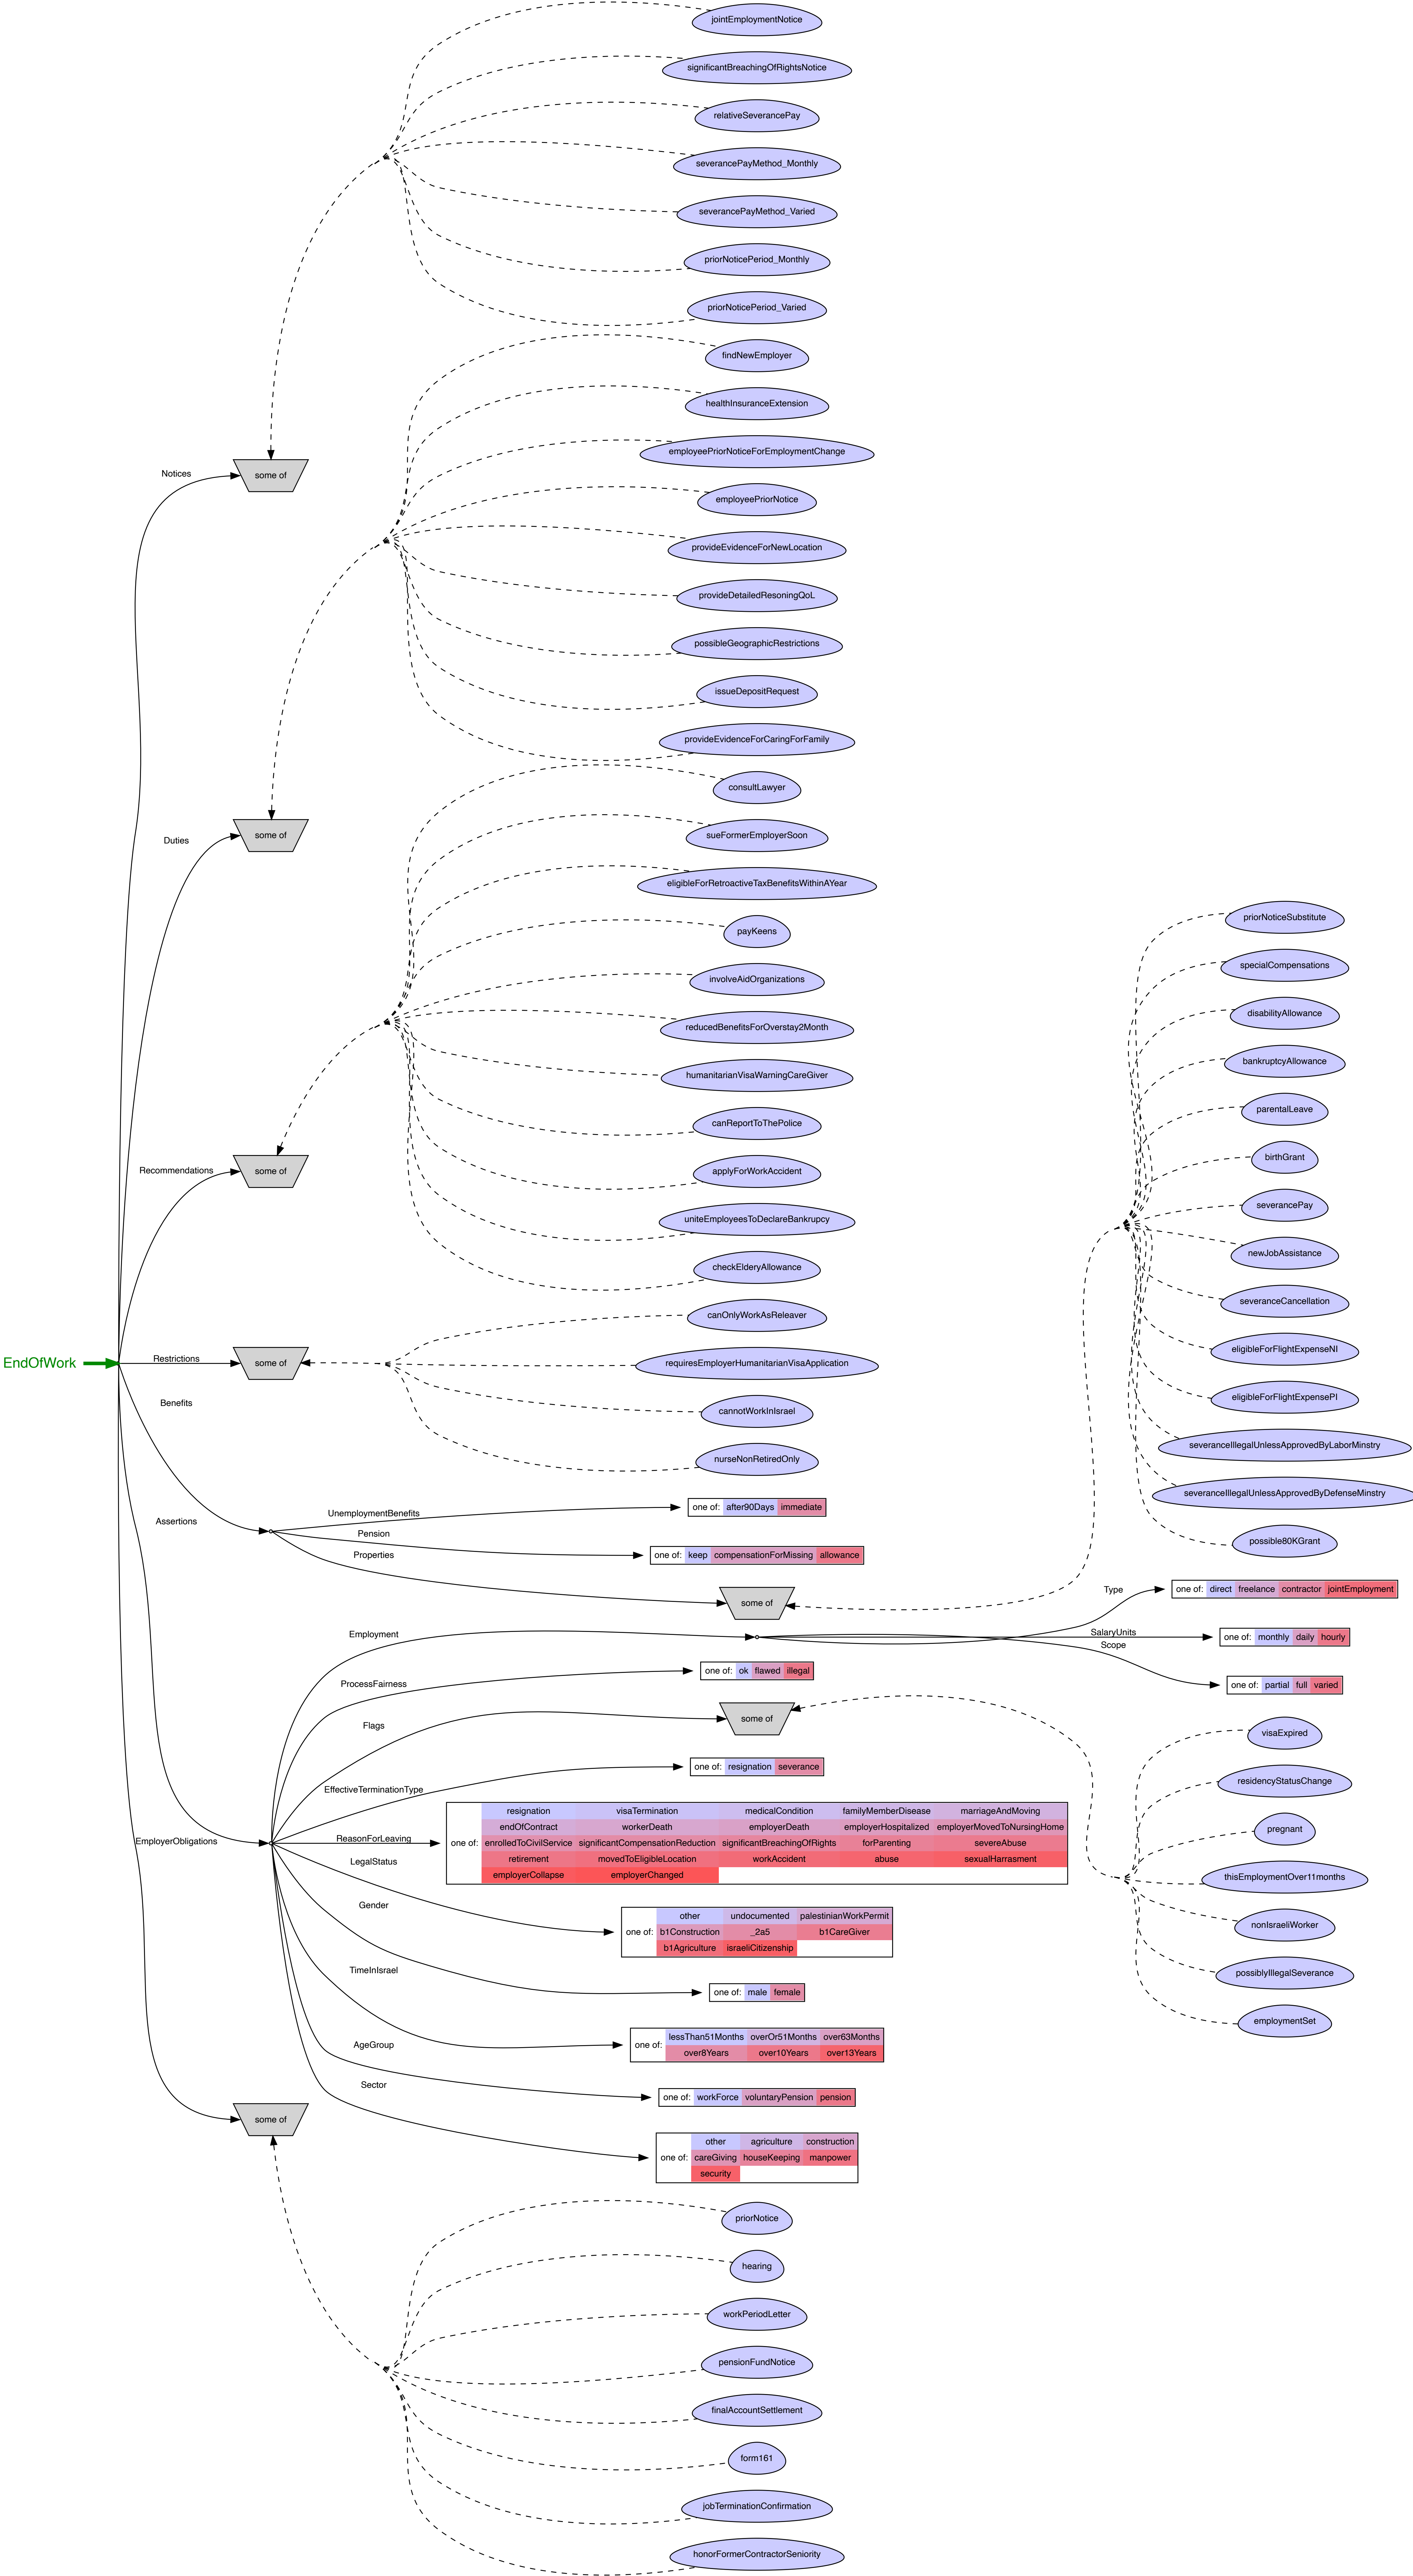 jointEmploymentNotice
significantBreachingOfRightsNotice
relativeSeverancePay
severancePayMethod_Monthly
severancePayMethod_Varied
priorNoticePeriod_Monthly
priorNoticePeriod_Varied
Notices
some of
findNewEmployer
healthInsuranceExtension
employeePriorNoticeForEmploymentChange
employeePriorNotice
provideEvidenceForNewLocation
provideDetailedResoningQoL
possibleGeographicRestrictions
issueDepositRequest
provideEvidenceForCaringForFamily
Duties
some of
consultLawyer
sueFormerEmployerSoon
eligibleForRetroactiveTaxBenefitsWithinAYear
payKeens
involveAidOrganizations
reducedBenefitsForOverstay2Month
humanitarianVisaWarningCareGiver
canReportToThePolice
applyForWorkAccident
uniteEmployeesToDeclareBankrupcy
checkElderyAllowance
Recommendations
some of
canOnlyWorkAsReleaver
requiresEmployerHumanitarianVisaApplication
cannotWorkInIsrael
nurseNonRetiredOnly
EndOfWork
Restrictions
some of
Benefits
UnemploymentBenefits
one of: after90Days immediate
Pension
one of: keep compensationForMissing allowance
Properties
some of
priorNoticeSubstitute
specialCompensations
disabilityAllowance
bankruptcyAllowance
parentalLeave
birthGrant
severancePay
newJobAssistance
severanceCancellation
eligibleForFlightExpenseNI
eligibleForFlightExpensePI
severanceIllegalUnlessApprovedByLaborMinstry
severanceIllegalUnlessApprovedByDefenseMinstry
possible80KGrant
Assertions
Employment
Type
one of: direct freelance contractor jointEmployment
SalaryUnits
one of: monthly daily hourly
Scope
one of: partial full varied
ProcessFairness
one of: ok flawed illegal
Flags
some of
visaExpired
residencyStatusChange
pregnant
thisEmploymentOver11months
nonIsraeliWorker
possiblyIllegalSeverance
employmentSet
EffectiveTerminationType
one of: resignation severance
ReasonForLeaving
resignation visaTermination medicalCondition familyMemberDisease marriageAndMoving
endOfContract workerDeath employerDeath employerHospitalized employerMovedToNursingHome
one of: enrolledToCivilService significantCompensationReduction significantBreachingOfRights forParenting severeAbuse
retirement movedToEligibleLocation workAccident abuse sexualHarrasment
employerCollapse employerChanged
LegalStatus
other undocumented palestinianWorkPermit
one of: b1Construction _2a5 b1CareGiver
b1Agriculture israeliCitizenship
Gender
one of: male female
TimeInIsrael
one of: lessThan51Months overOr51Months over63Months
over8Years over10Years over13Years
AgeGroup
one of: workForce voluntaryPension pension
Sector
other agriculture construction
one of: careGiving houseKeeping manpower
security
EmployerObligations
some of
priorNotice
hearing
workPeriodLetter
pensionFundNotice
finalAccountSettlement
form161
jobTerminationConfirmation
honorFormerContractorSeniority